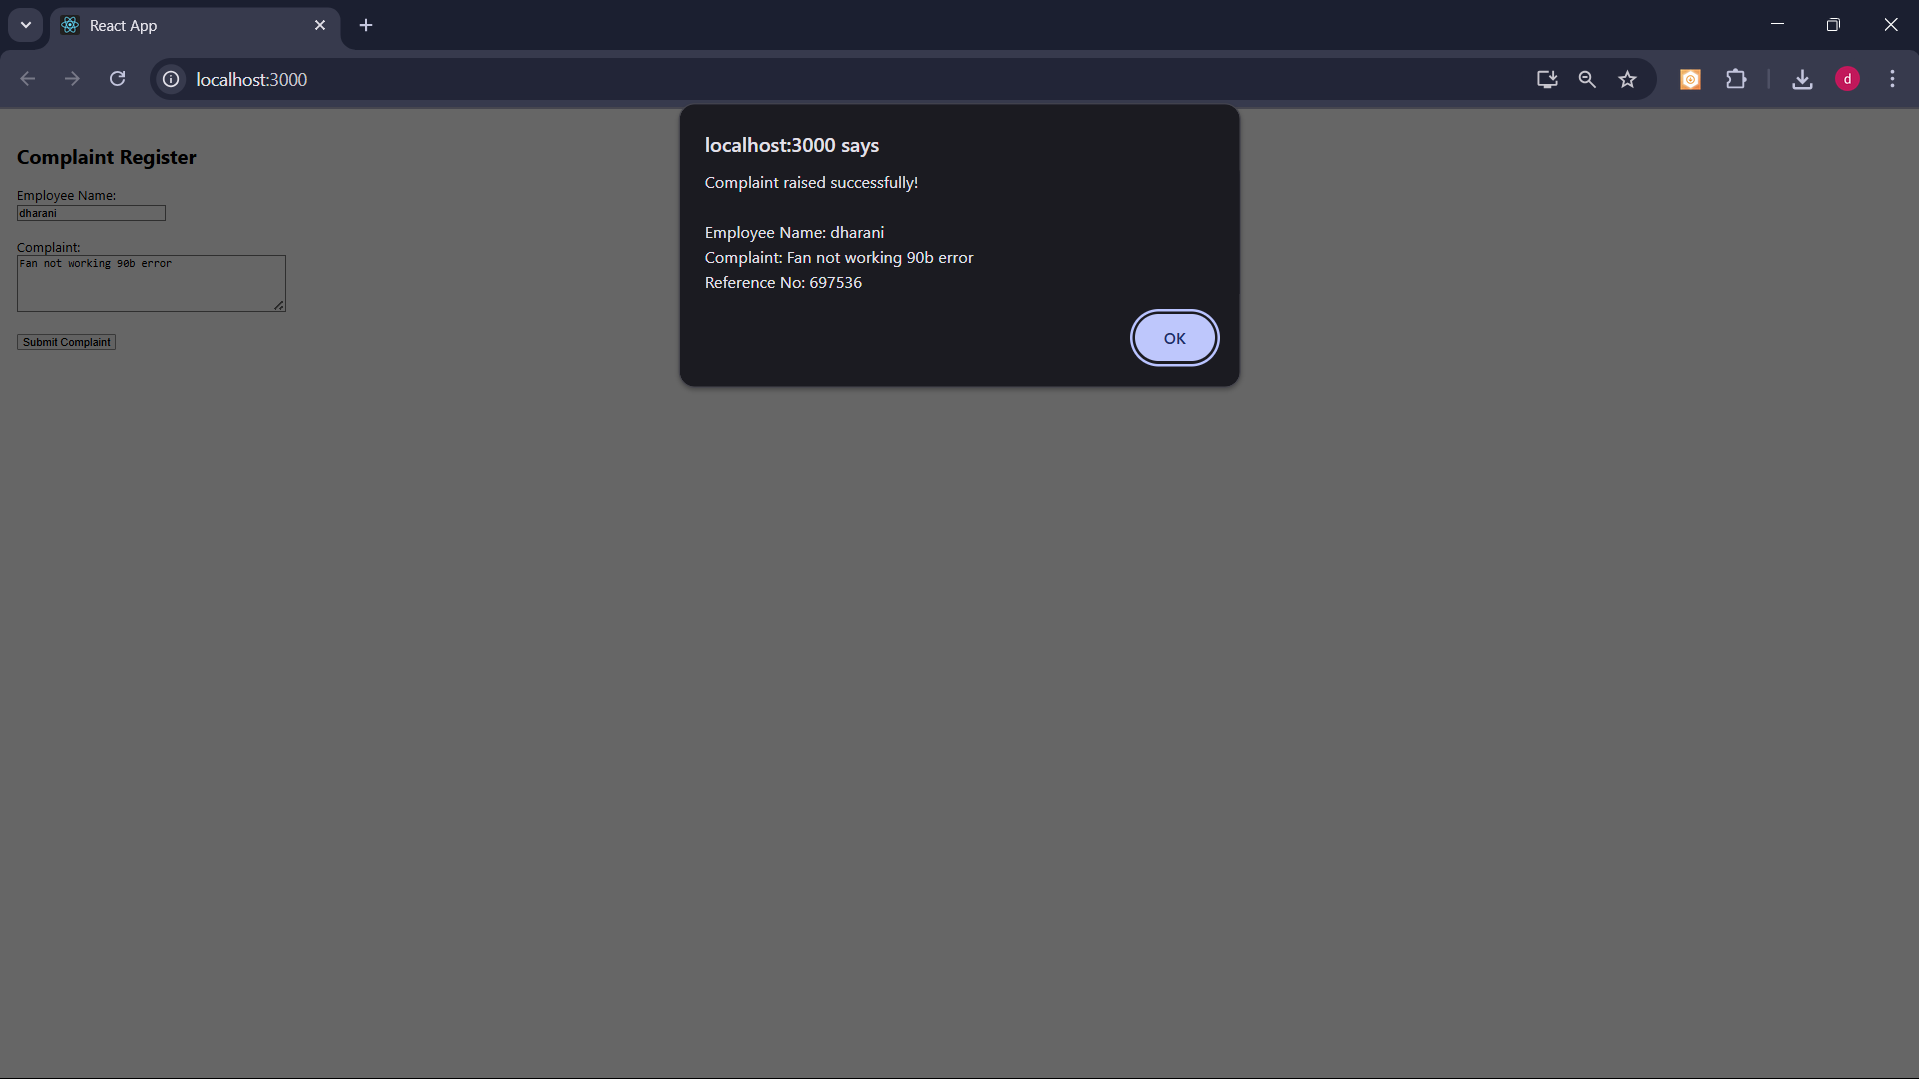 React App
localhost:3000
d
localhost:3000 says
Complaint raised successfully!
Employee Name: dharani
Complaint: Fan not working 90b error
Reference No: 697536
OK
Complaint Register
Employee Name:
dharani
Complaint:
Fan not working 90b error
Submit Complaint